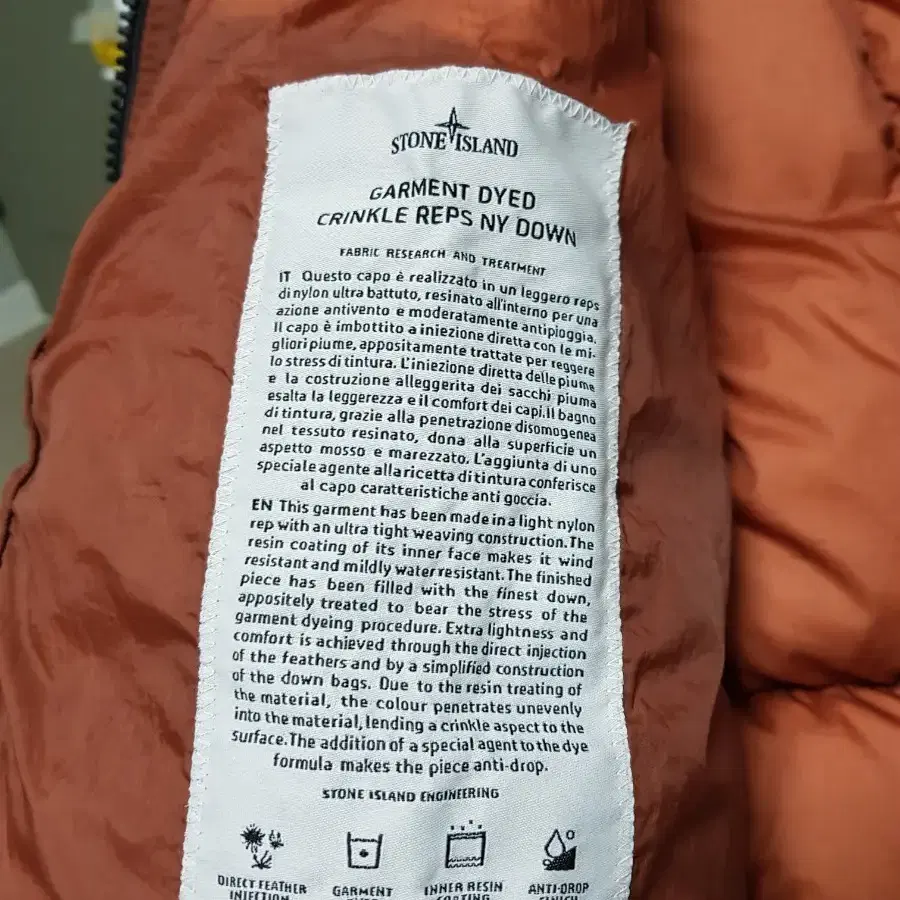 STONE ISLAND
GARMENT DYED
CRINKLE REPS NY DOWN
FABRIC RESEARCH AND TREATMENT
IT Questo capo è realizzato in un leggero reps
di nylon ultra battuto, resinato all'interno per una
azione antivento e moderatamente antipioggia.
Il capo è imbottito a iniezione diretta con le mi-
gliori piume, appositamente trattate per reggere
lo stress di tintura. L'iniezione diretta delle piume
e la costruzione alleggerita dei sacchi piuma
esalta la leggerezza e il comfort dei capi. Il bagno
di tintura, grazie alla penetrazione disomogenea
nel tessuto resinato, dona alla superficie un
aspetto mosso e marezzato. L'aggiunta di uno
speciale agente alla ricetta di tintura conferisce
al capo caratteristiche anti goccia.
EN This garment has been made in a light nylon
rep with an ultra tight weaving construction. The
resin coating of its inner face makes it wind
resistant and mildly water resistant. The finished
piece has been filled with the finest down,
appositely treated to bear the stress of the
garment dyeing procedure. Extra lightness and
comfort is achieved through the direct injection
of the feathers and by a simplified construction
of the down bags. Due to the resin treating of
the material, the colour penetrates unevenly
into the material, lending a crinkle aspect to the
surface. The addition of a special agent to the dye
formula makes the piece anti-drop.
STONE ISLAND ENGINEERING
DIRECT FEATHER GARMENT INNER RESIN ANTI-DROP
INJECTION COATING FINISH